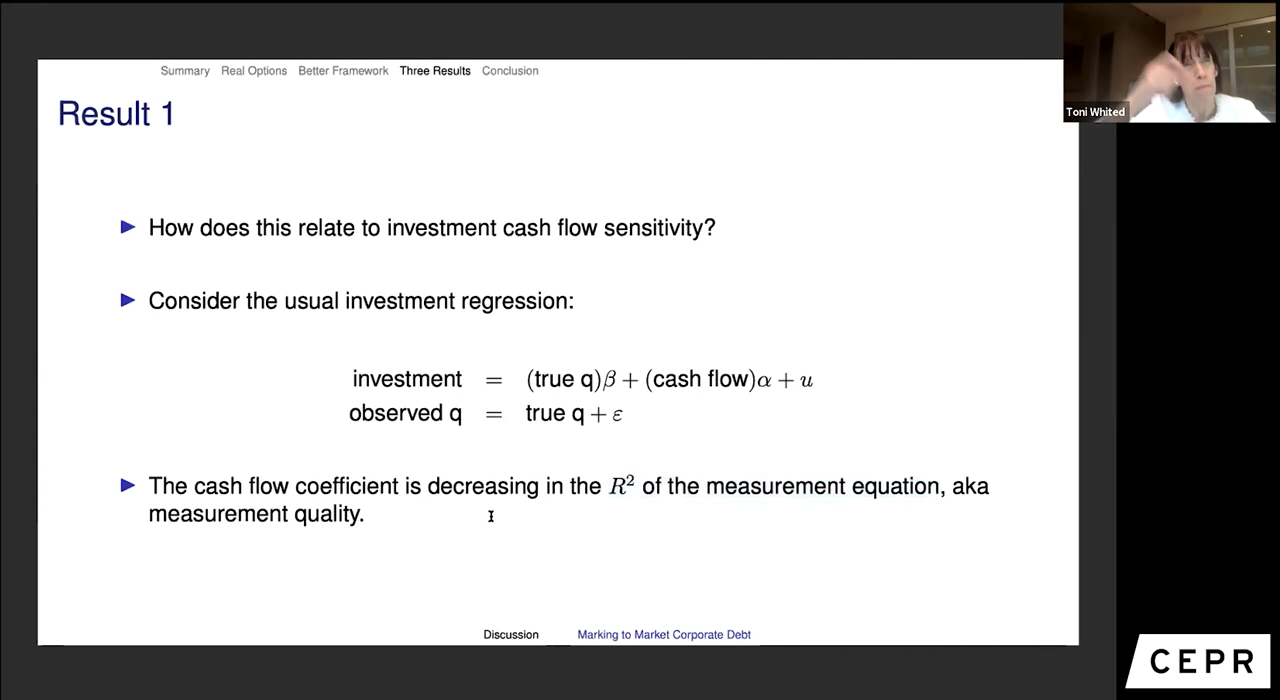 Summary Real Options Better Framework Three Results Conclusion
Result 1
Toni Whited
▶ How does this relate to investment cash flow sensitivity?
▶ Consider the usual investment regression:
investment = (true q)β + (cash flow)α + u
observed q = true q + ε
▶ The cash flow coefficient is decreasing in the R² of the measurement equation, aka
measurement quality.
Discussion Marking to Market Corporate Debt
CEPR